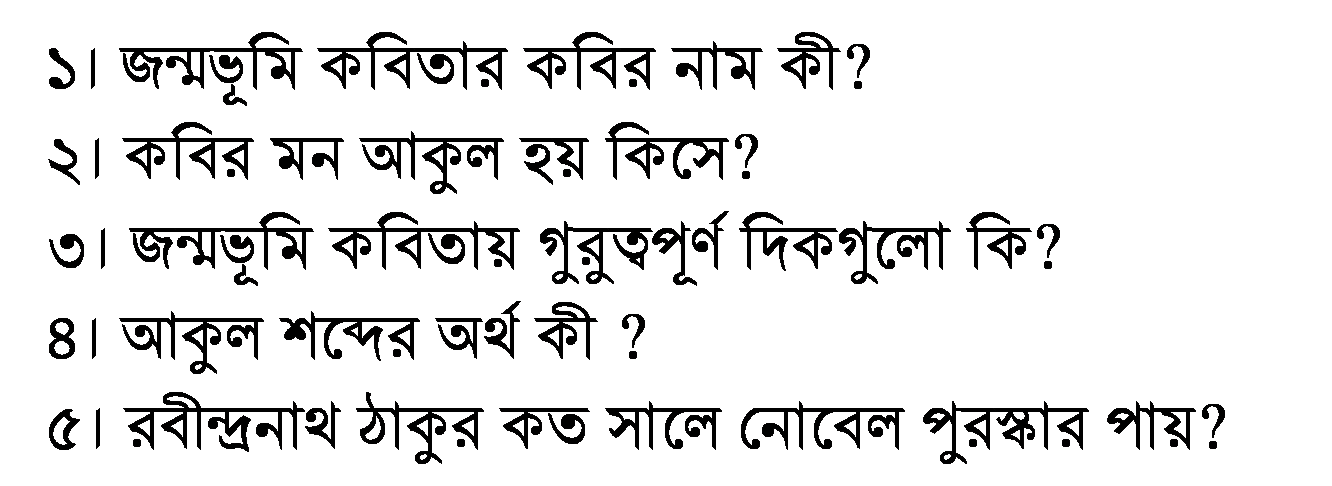 ১। জন্মভূমি কবিতার কবির নাম কী?
২। কবির মন আকুল হয় কিসে?
৩। জন্মভূমি কবিতায় গুরুত্বপূর্ণ দিকগুলো কি?
৪। আকুল শব্দের অর্থ কী ?
৫। রবীন্দ্রনাথ ঠাকুর কত সালে নোবেল পুরস্কার পায়?